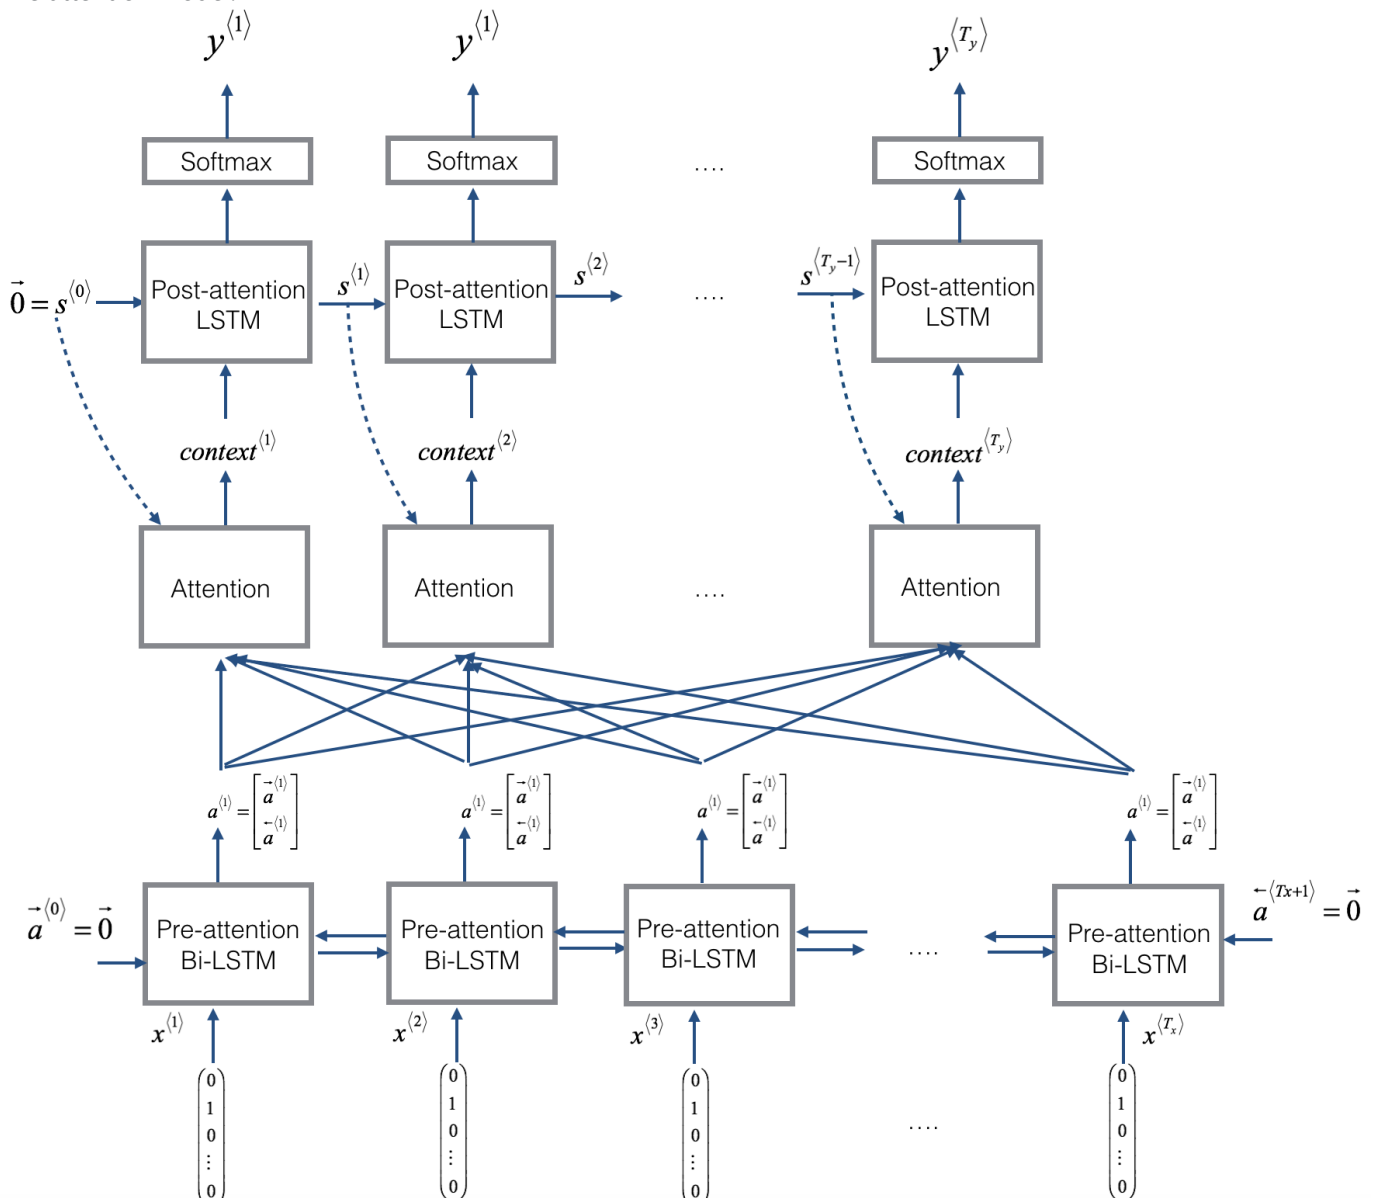 y⟨1⟩ y⟨1⟩ y⟨T_y⟩
Softmax Softmax .... Softmax
0⃗ = s⟨0⟩ Post-attention LSTM s⟨1⟩ Post-attention LSTM s⟨2⟩ .... s⟨T_y−1⟩ Post-attention LSTM
context⟨1⟩ context⟨2⟩ context⟨T_y⟩
Attention Attention .... Attention
a⟨1⟩ = [a⃗⟨1⟩ a⃖⟨1⟩] a⟨1⟩ = [a⃗⟨1⟩ a⃖⟨1⟩] a⟨1⟩ = [a⃗⟨1⟩ a⃖⟨1⟩] a⟨1⟩ = [a⃗⟨1⟩ a⃖⟨1⟩]
a⃗⟨0⟩ = 0⃗ Pre-attention Bi-LSTM Pre-attention Bi-LSTM Pre-attention Bi-LSTM .... Pre-attention Bi-LSTM a⃖⟨Tx+1⟩ = 0⃗
x⟨1⟩ x⟨2⟩ x⟨3⟩ x⟨T_x⟩
0 0 0 0
1 1 1 1
0 0 0 .... 0
⋮ ⋮ ⋮ ⋮
0 0 0 0